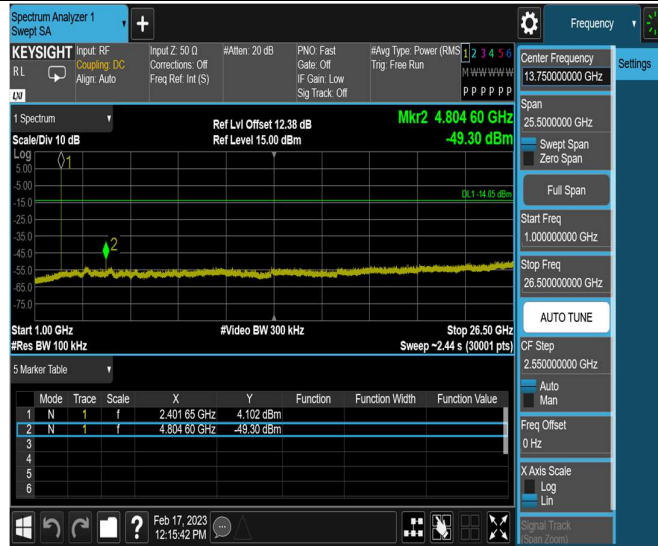 Spectrum Analyzer 1
Swept SA
+
Frequency
KEYSIGHT
RL
LXI
Input: RF
Coupling: DC
Align: Auto
Input Z: 50 Ω
Corrections: Off
Freq Ref: Int (S)
#Atten: 20 dB
PNO: Fast
Gate: Off
IF Gain: Low
Sig Track: Off
#Avg Type: Power (RMS
Trig: Free Run
1 2 3 4 5 6
M W W W W W
P P P P P P
1 Spectrum
Scale/Div 10 dB
Ref Lvl Offset 12.38 dB
Ref Level 15.00 dBm
Mkr2 4.804 60 GHz
-49.30 dBm
Log
5.00
-5.00
-15.0
-25.0
-35.0
-45.0
-55.0
-65.0
-75.0
1
2
DL1 -14.05 dBm
Start 1.00 GHz
#Res BW 100 kHz
#Video BW 300 kHz
Stop 26.50 GHz
Sweep ~2.44 s (30001 pts)
5 Marker Table
Mode Trace Scale X Y Function Function Width Function Value
1 N 1 f 2.401 65 GHz 4.102 dBm
2 N 1 f 4.804 60 GHz -49.30 dBm
3
4
5
6
Feb 17, 2023
12:15:42 PM
?
Center Frequency
13.750000000 GHz
Settings
Span
25.5000000 GHz
Swept Span
Zero Span
Full Span
Start Freq
1.000000000 GHz
Stop Freq
26.500000000 GHz
AUTO TUNE
CF Step
2.550000000 GHz
Auto
Man
Freq Offset
0 Hz
X Axis Scale
Log
Lin
Signal Track
(Span Zoom)